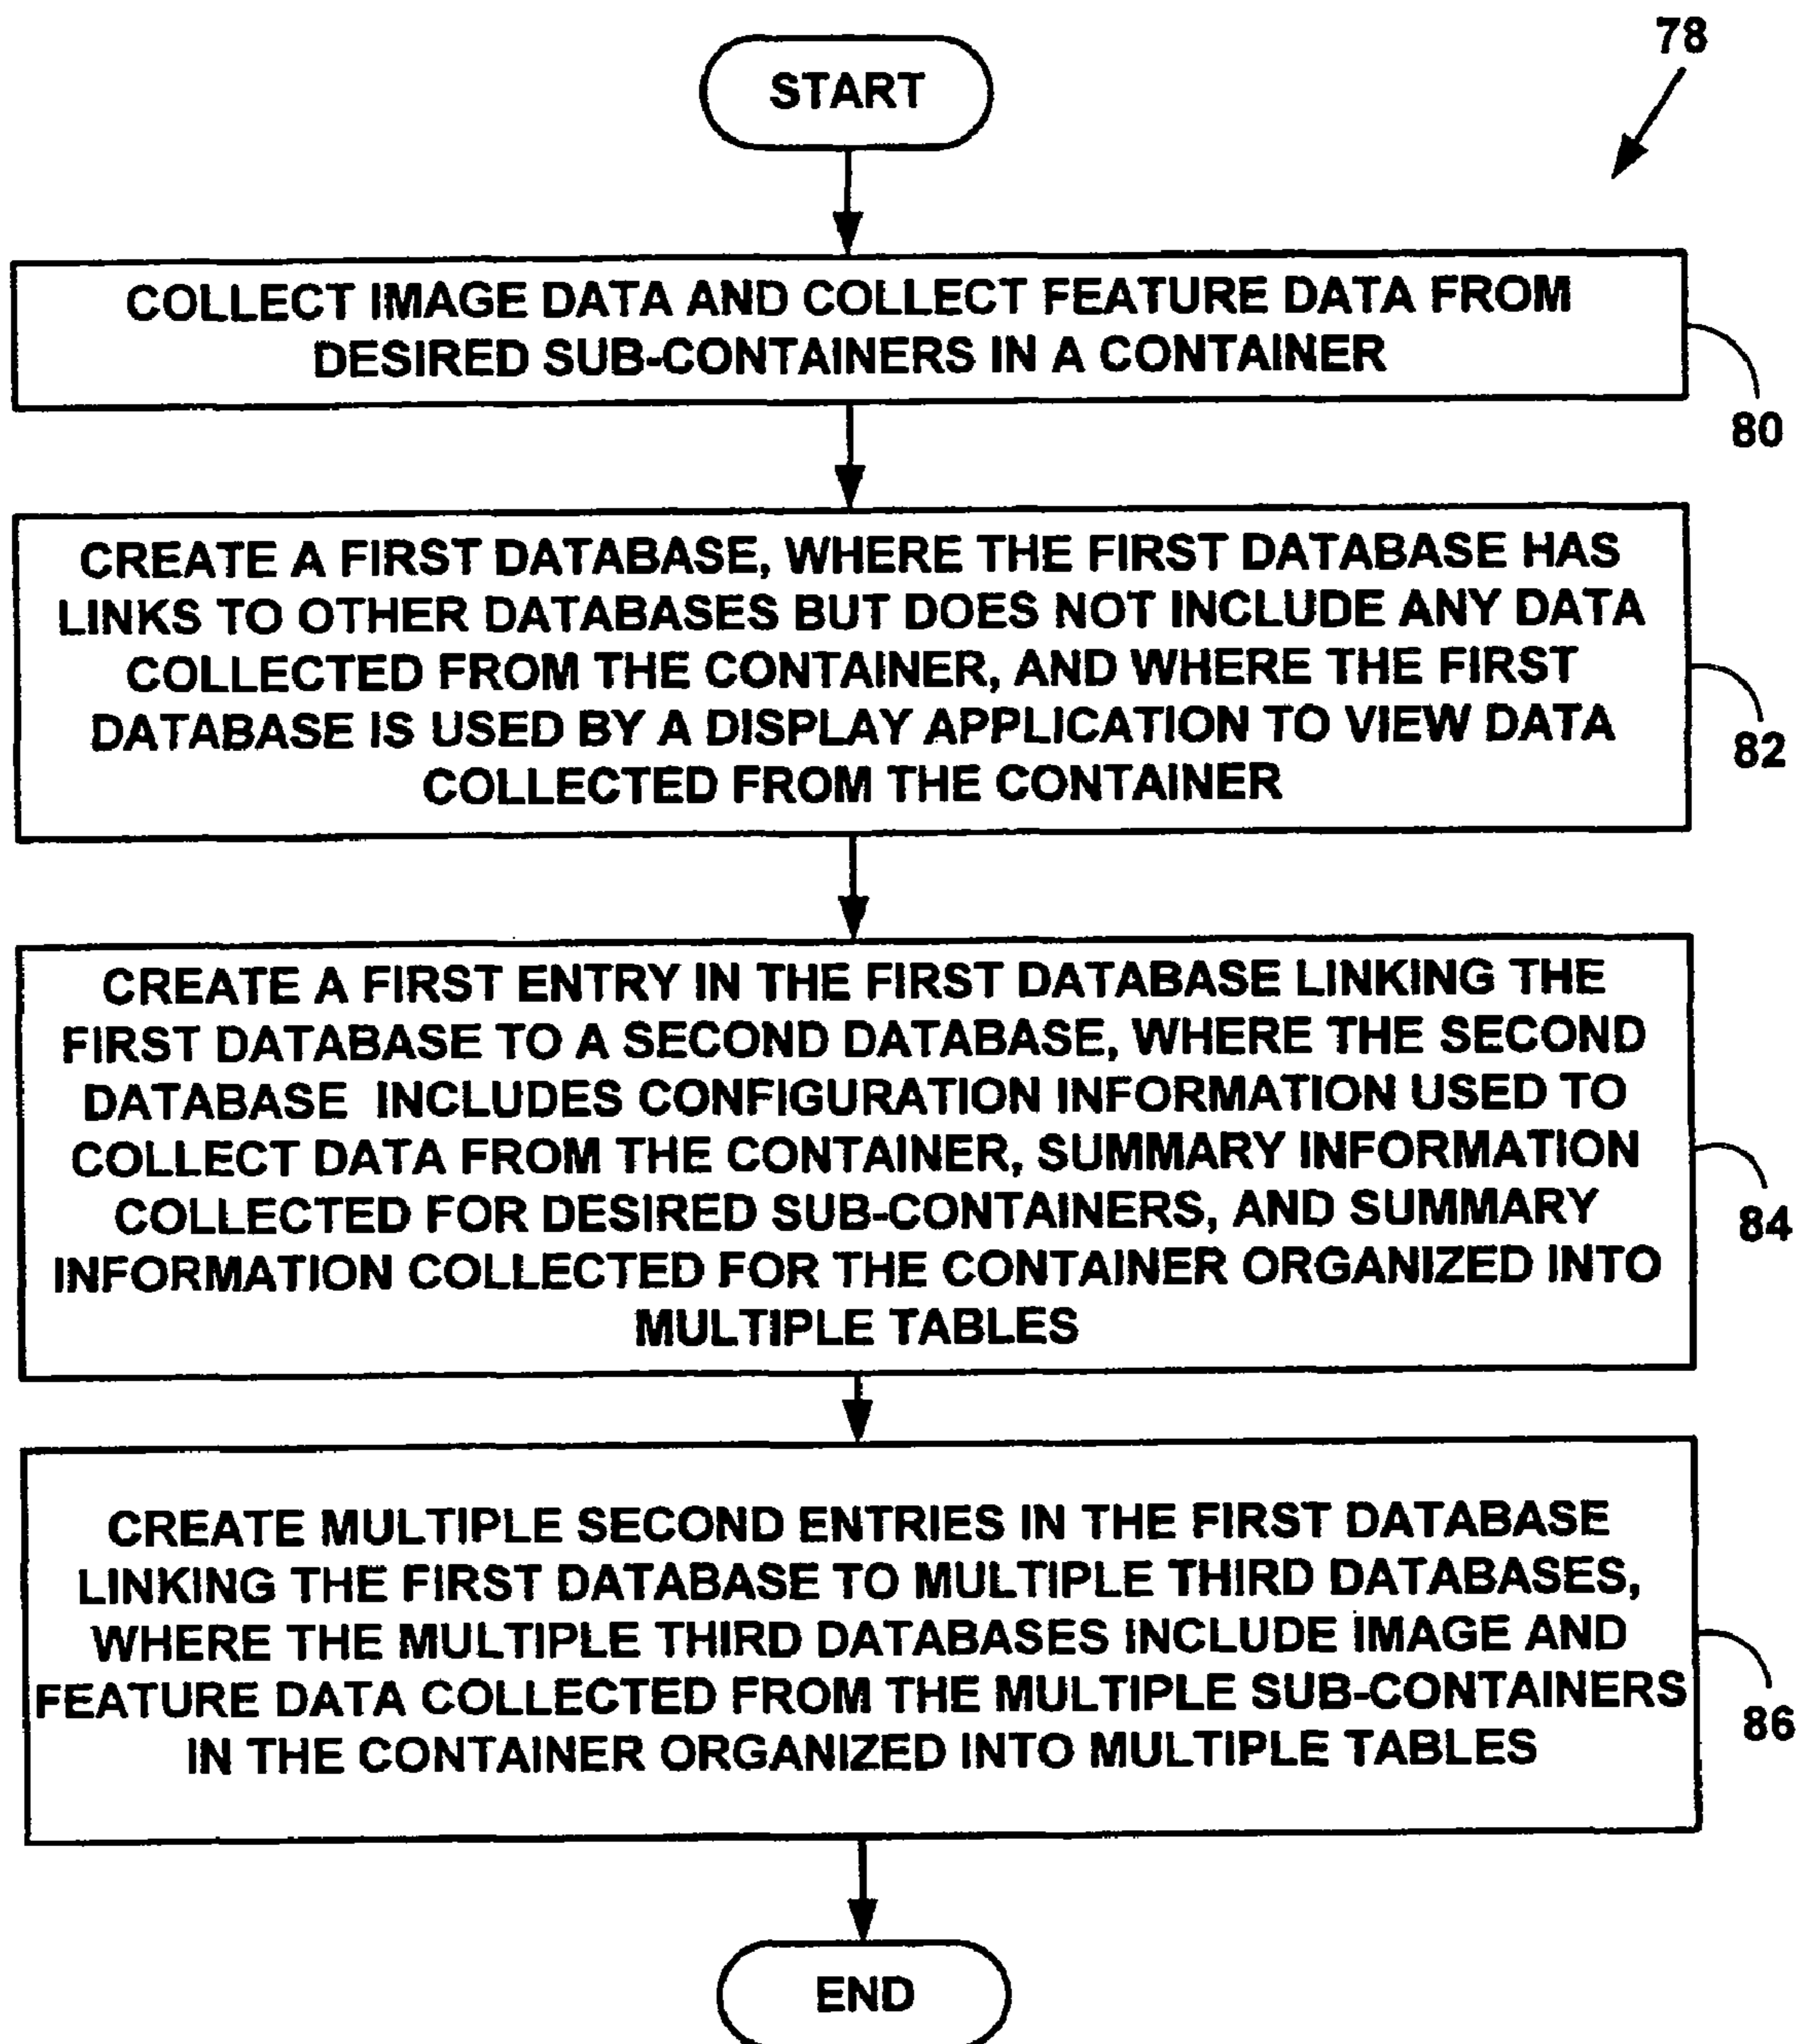 78
START
COLLECT IMAGE DATA AND COLLECT FEATURE DATA FROM
DESIRED SUB-CONTAINERS IN A CONTAINER
80
CREATE A FIRST DATABASE, WHERE THE FIRST DATABASE HAS
LINKS TO OTHER DATABASES BUT DOES NOT INCLUDE ANY DATA
COLLECTED FROM THE CONTAINER, AND WHERE THE FIRST
DATABASE IS USED BY A DISPLAY APPLICATION TO VIEW DATA
COLLECTED FROM THE CONTAINER
82
CREATE A FIRST ENTRY IN THE FIRST DATABASE LINKING THE
FIRST DATABASE TO A SECOND DATABASE, WHERE THE SECOND
DATABASE INCLUDES CONFIGURATION INFORMATION USED TO
COLLECT DATA FROM THE CONTAINER, SUMMARY INFORMATION
COLLECTED FOR DESIRED SUB-CONTAINERS, AND SUMMARY
INFORMATION COLLECTED FOR THE CONTAINER ORGANIZED INTO
MULTIPLE TABLES
84
CREATE MULTIPLE SECOND ENTRIES IN THE FIRST DATABASE
LINKING THE FIRST DATABASE TO MULTIPLE THIRD DATABASES,
WHERE THE MULTIPLE THIRD DATABASES INCLUDE IMAGE AND
FEATURE DATA COLLECTED FROM THE MULTIPLE SUB-CONTAINERS
IN THE CONTAINER ORGANIZED INTO MULTIPLE TABLES
86
END